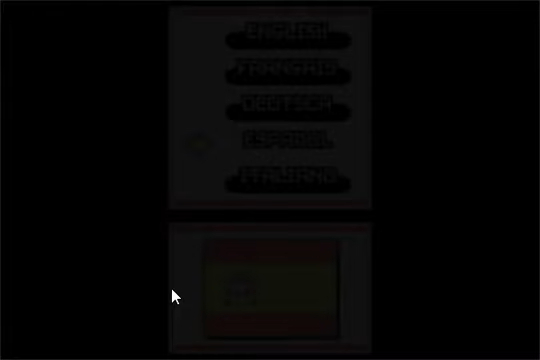 ENGLISH
FRANÇAIS
DEUTSCH
ESPAÑOL
ITALIANO